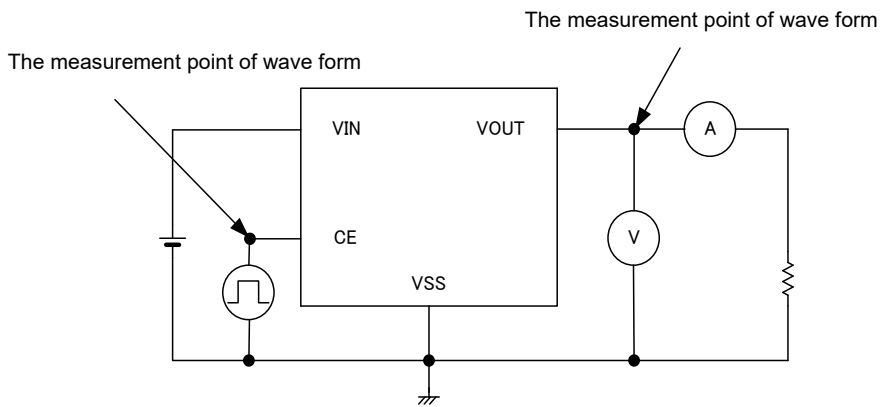 The measurement point of wave form
The measurement point of wave form
VIN
VOUT
A
CE
V
VSS